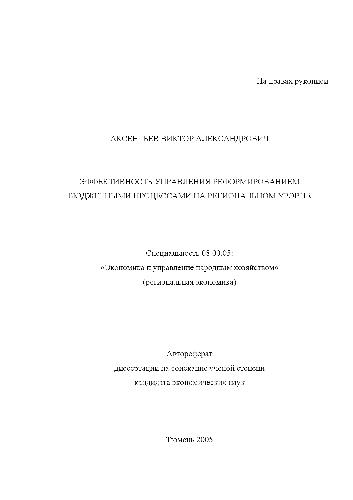 На правах рукописи
АКСЕНТЬЕВ ВИКТОР АЛЕКСАНДРОВИЧ
ЭФФЕКТИВНОСТЬ УПРАВЛЕНИЯ РЕФОРМИРОВАНИЕМ
БЮДЖЕТНЫМИ ПРОЦЕССАМИ НА РЕГИОНАЛЬНОМ УРОВНЕ
Специальность 08.00.05:
«Экономика и управление народным хозяйством»
(региональная экономика)
Автореферат
диссертации на соискание ученой степени
кандидата экономических наук
Тюмень 2005